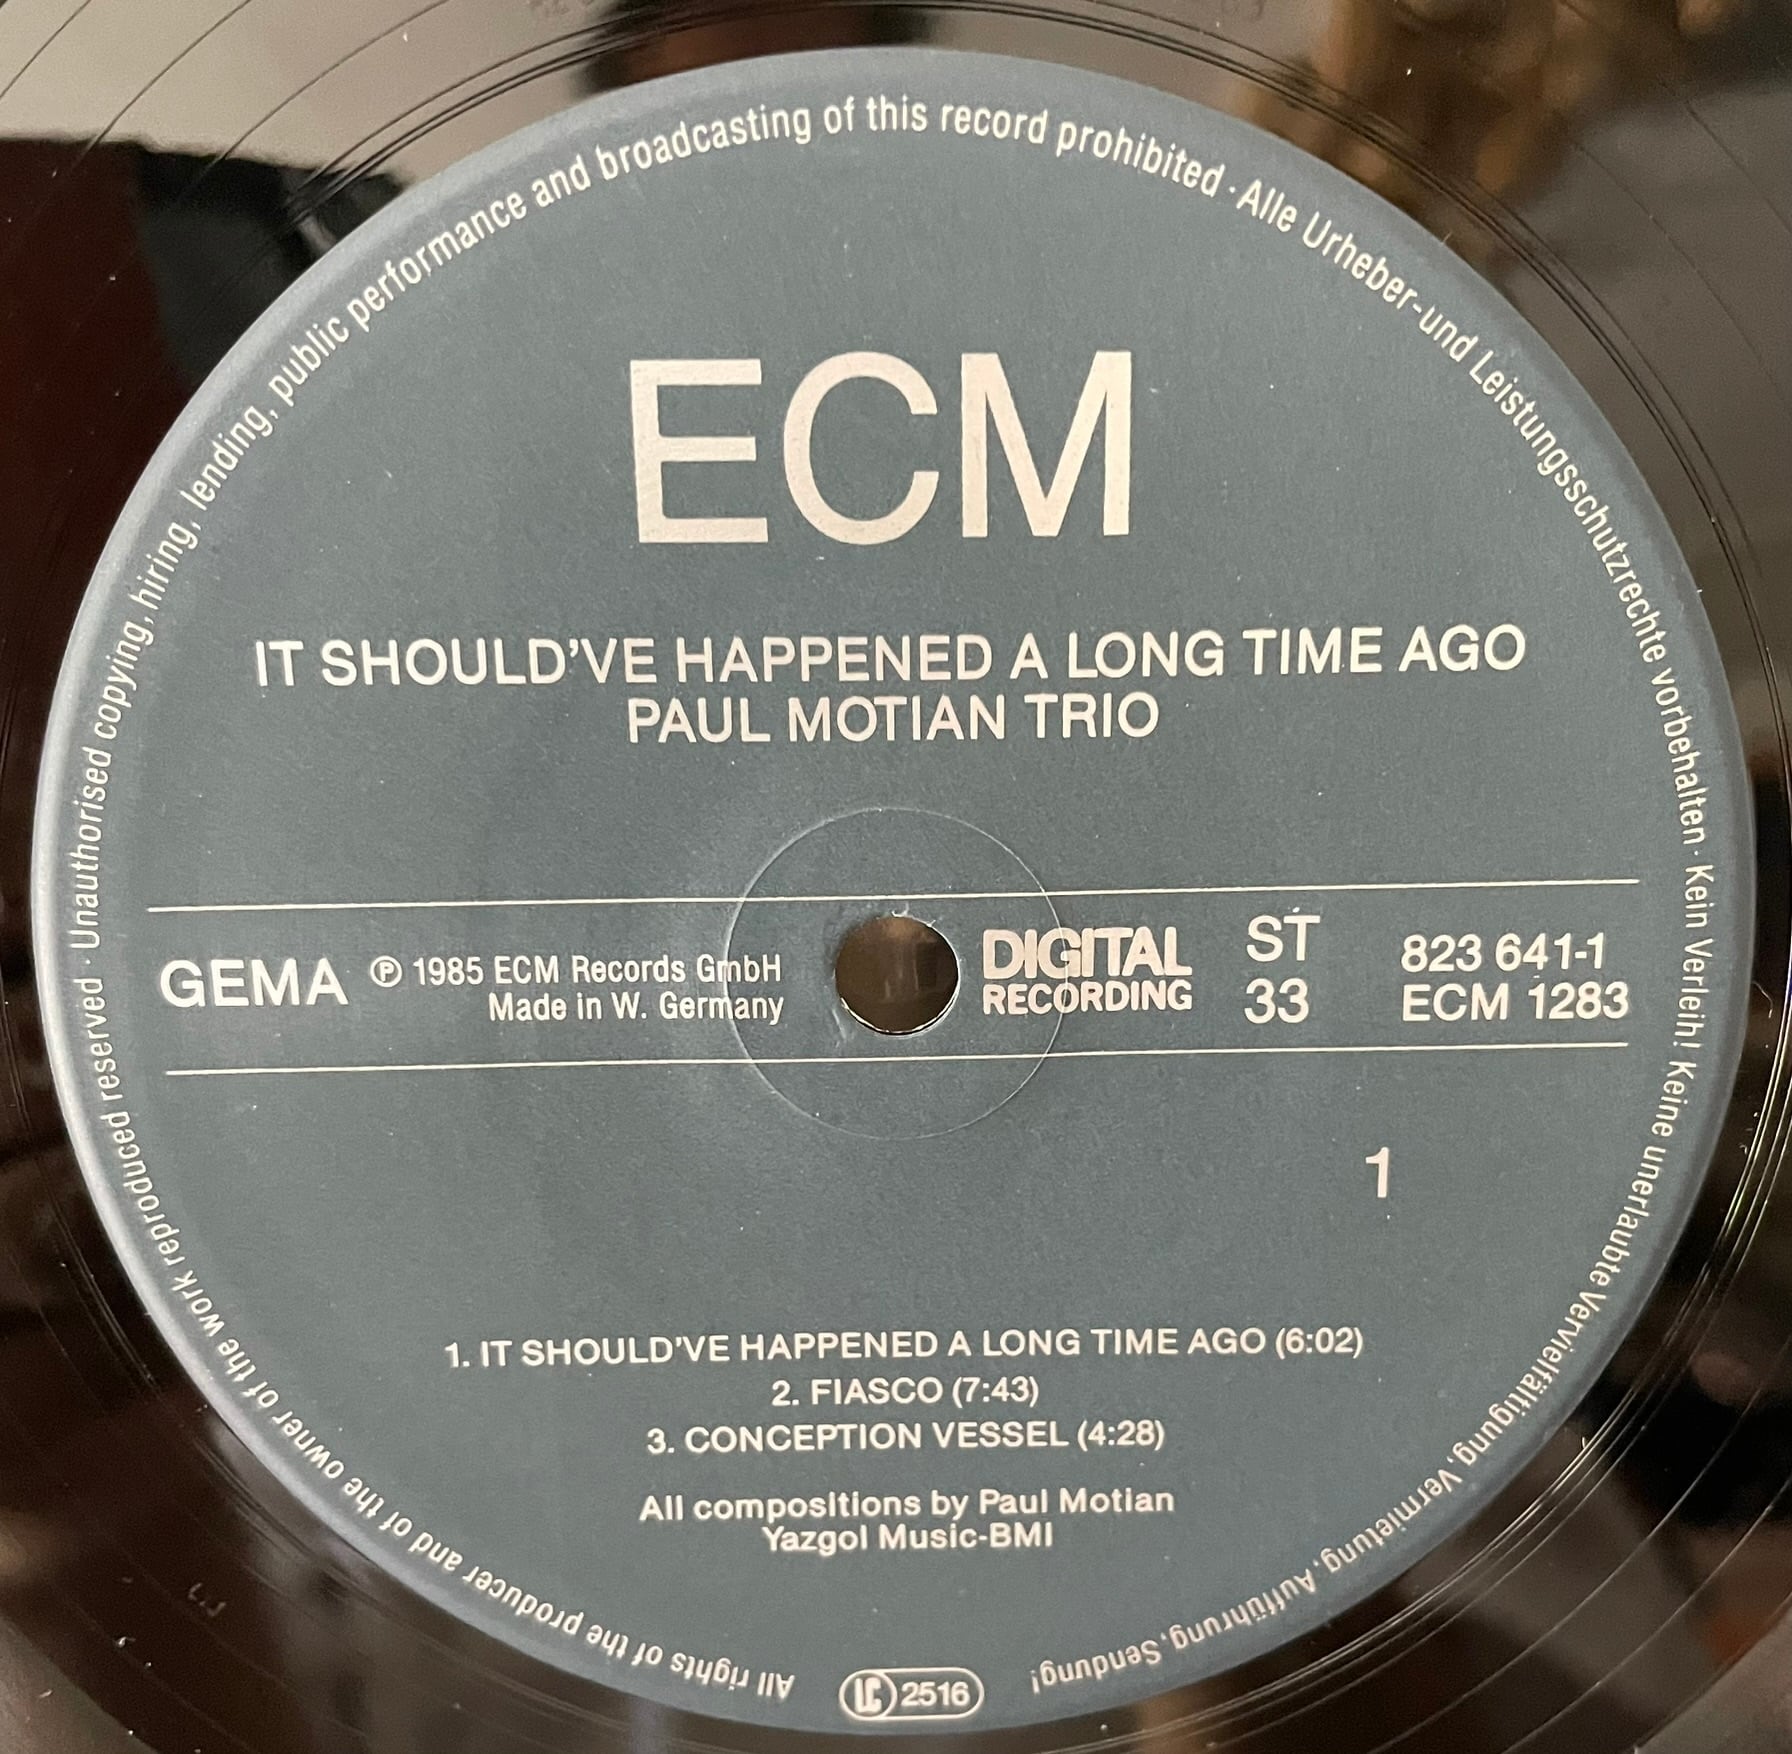 All rights of the producer and of the owner of the work reproduced reserved · Unauthorised copying, hiring, lending, public performance and broadcasting of this record prohibited · Alle Urheber- und Leistungsschutzrechte vorbehalten · Kein Verleih! Keine unerlaubte Vervielfältigung, Vermietung, Aufführung, Sendung!
ECM
IT SHOULD'VE HAPPENED A LONG TIME AGO
PAUL MOTIAN TRIO
GEMA
℗ 1985 ECM Records GmbH
Made in W. Germany
DIGITAL
RECORDING
ST
33
823 641-1
ECM 1283
1
1. IT SHOULD'VE HAPPENED A LONG TIME AGO (6:02)
2. FIASCO (7:43)
3. CONCEPTION VESSEL (4:28)
All compositions by Paul Motian
Yazgol Music-BMI
LC 2516